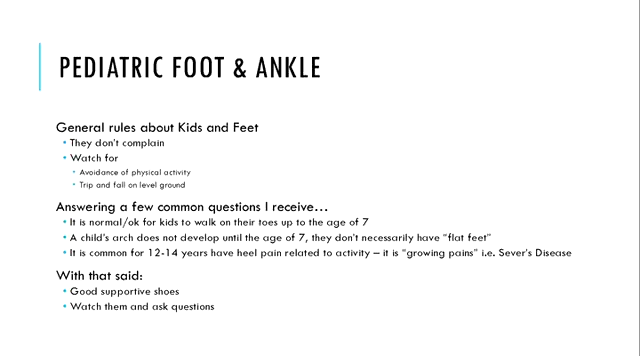 PEDIATRIC FOOT & ANKLE
General rules about Kids and Feet
• They don't complain
• Watch for
• Avoidance of physical activity
• Trip and fall on level ground
Answering a few common questions I receive…
• It is normal/ok for kids to walk on their toes up to the age of 7
• A child's arch does not develop until the age of 7, they don't necessarily have "flat feet"
• It is common for 12-14 years have heel pain related to activity – it is "growing pains" i.e. Sever's Disease
With that said:
• Good supportive shoes
• Watch them and ask questions